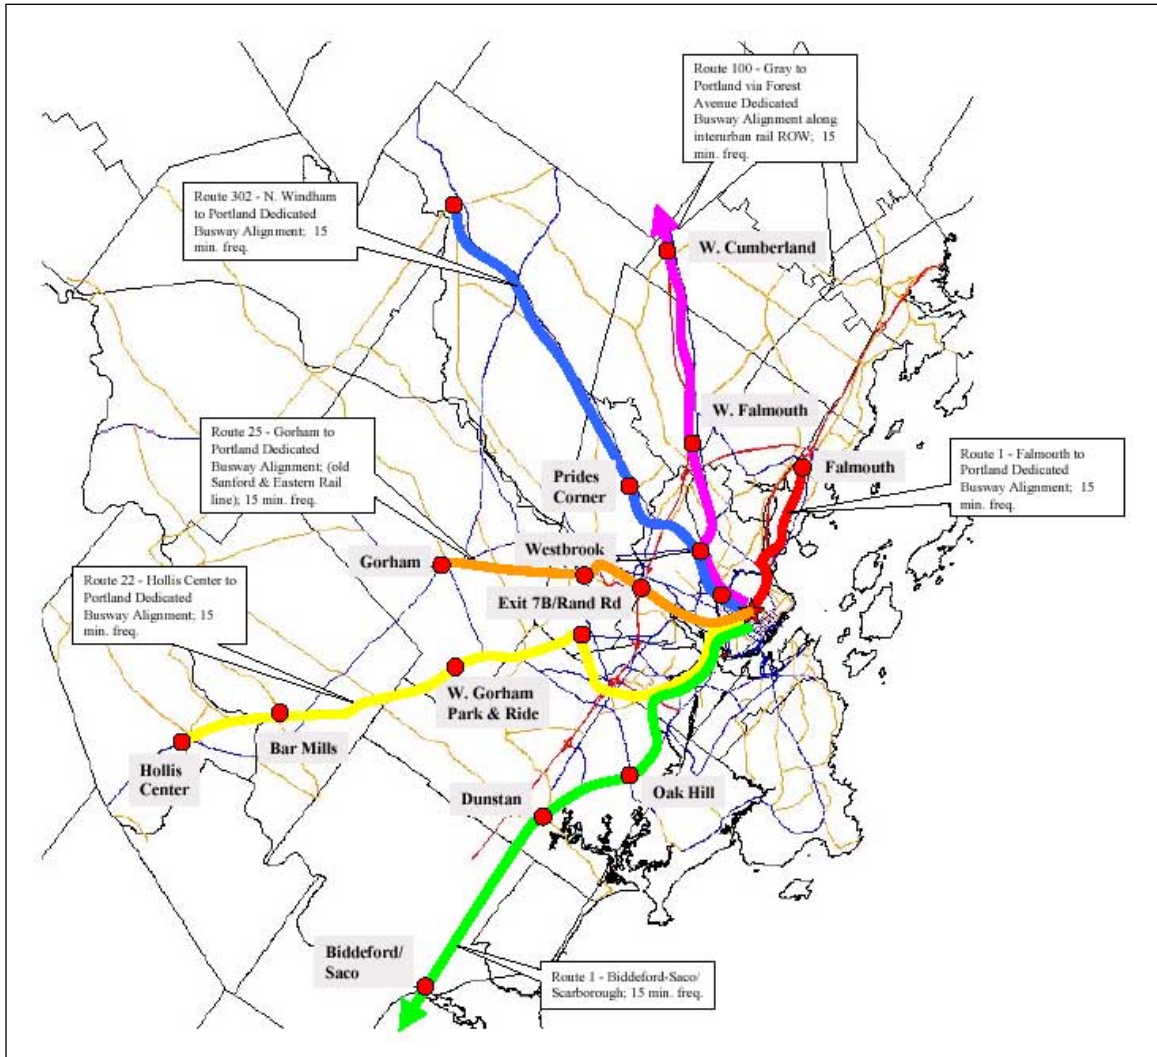 Route 100 - Gray to
Portland via Forest
Avenue Dedicated
Busway Alignment along
interurban rail ROW;  15
min. freq.
Route 302 - N. Windham
to Portland Dedicated
Busway Alignment;  15
min. freq.
W. Cumberland
W. Falmouth
Route 25 - Gorham to
Portland Dedicated
Busway Alignment; (old
Sanford & Eastern Rail
line); 15 min. freq.
Falmouth
Route 1 - Falmouth to
Portland Dedicated
Busway Alignment;  15
min. freq.
Prides
Corner
Westbrook
Gorham
Exit 7B/Rand Rd
Route 22 - Hollis Center to
Portland Dedicated
Busway Alignment; 15
min. freq.
W. Gorham
Park & Ride
Bar Mills
Hollis
Center
Oak Hill
Dunstan
Biddeford/
Saco
Route 1 - Biddeford-Saco/
Scarborough; 15 min. freq.